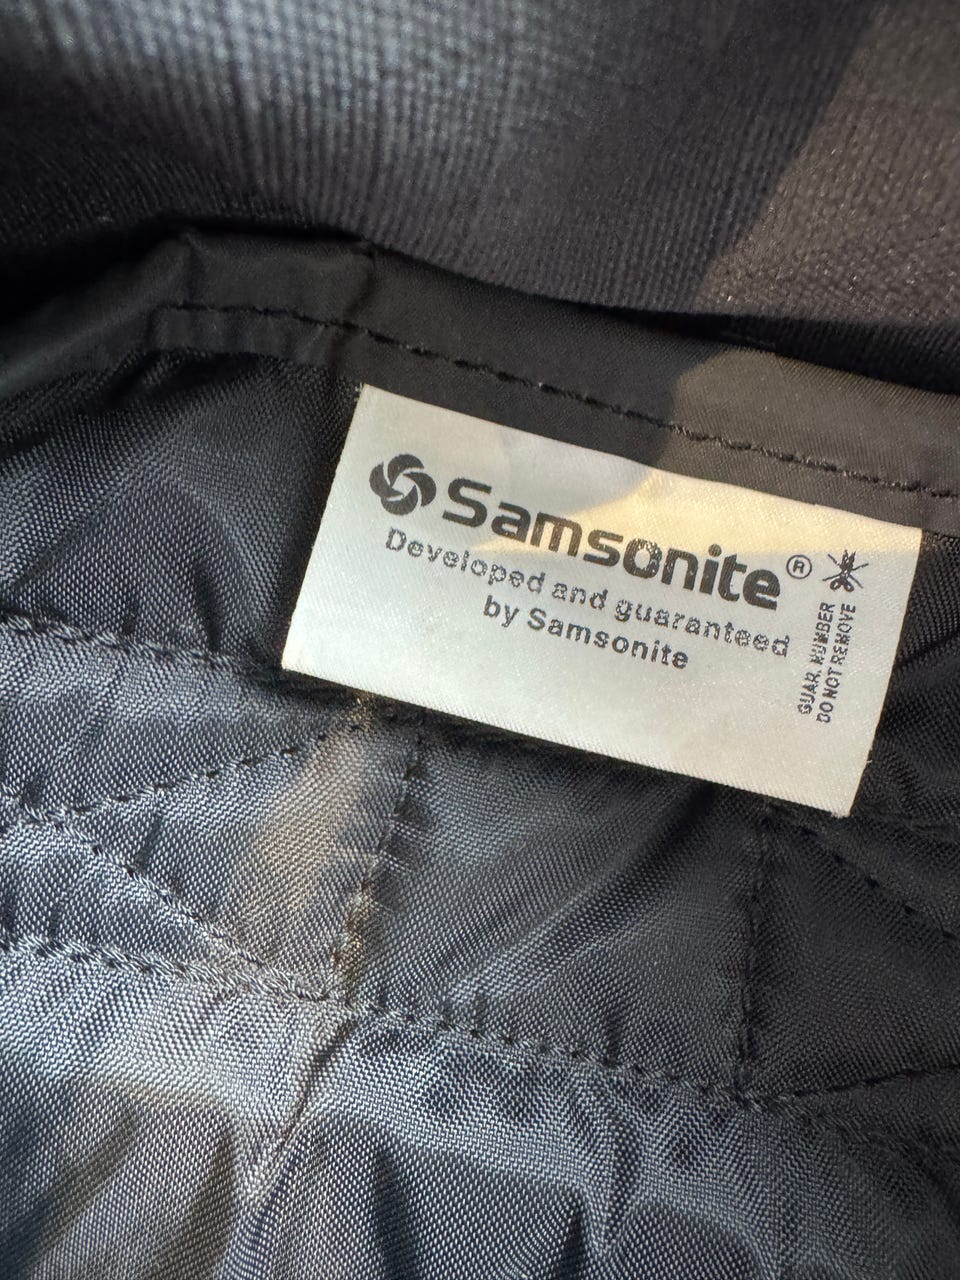 Samsonite®
Developed and guaranteed
by Samsonite
GUAR. NUMBER
DO NOT REMOVE